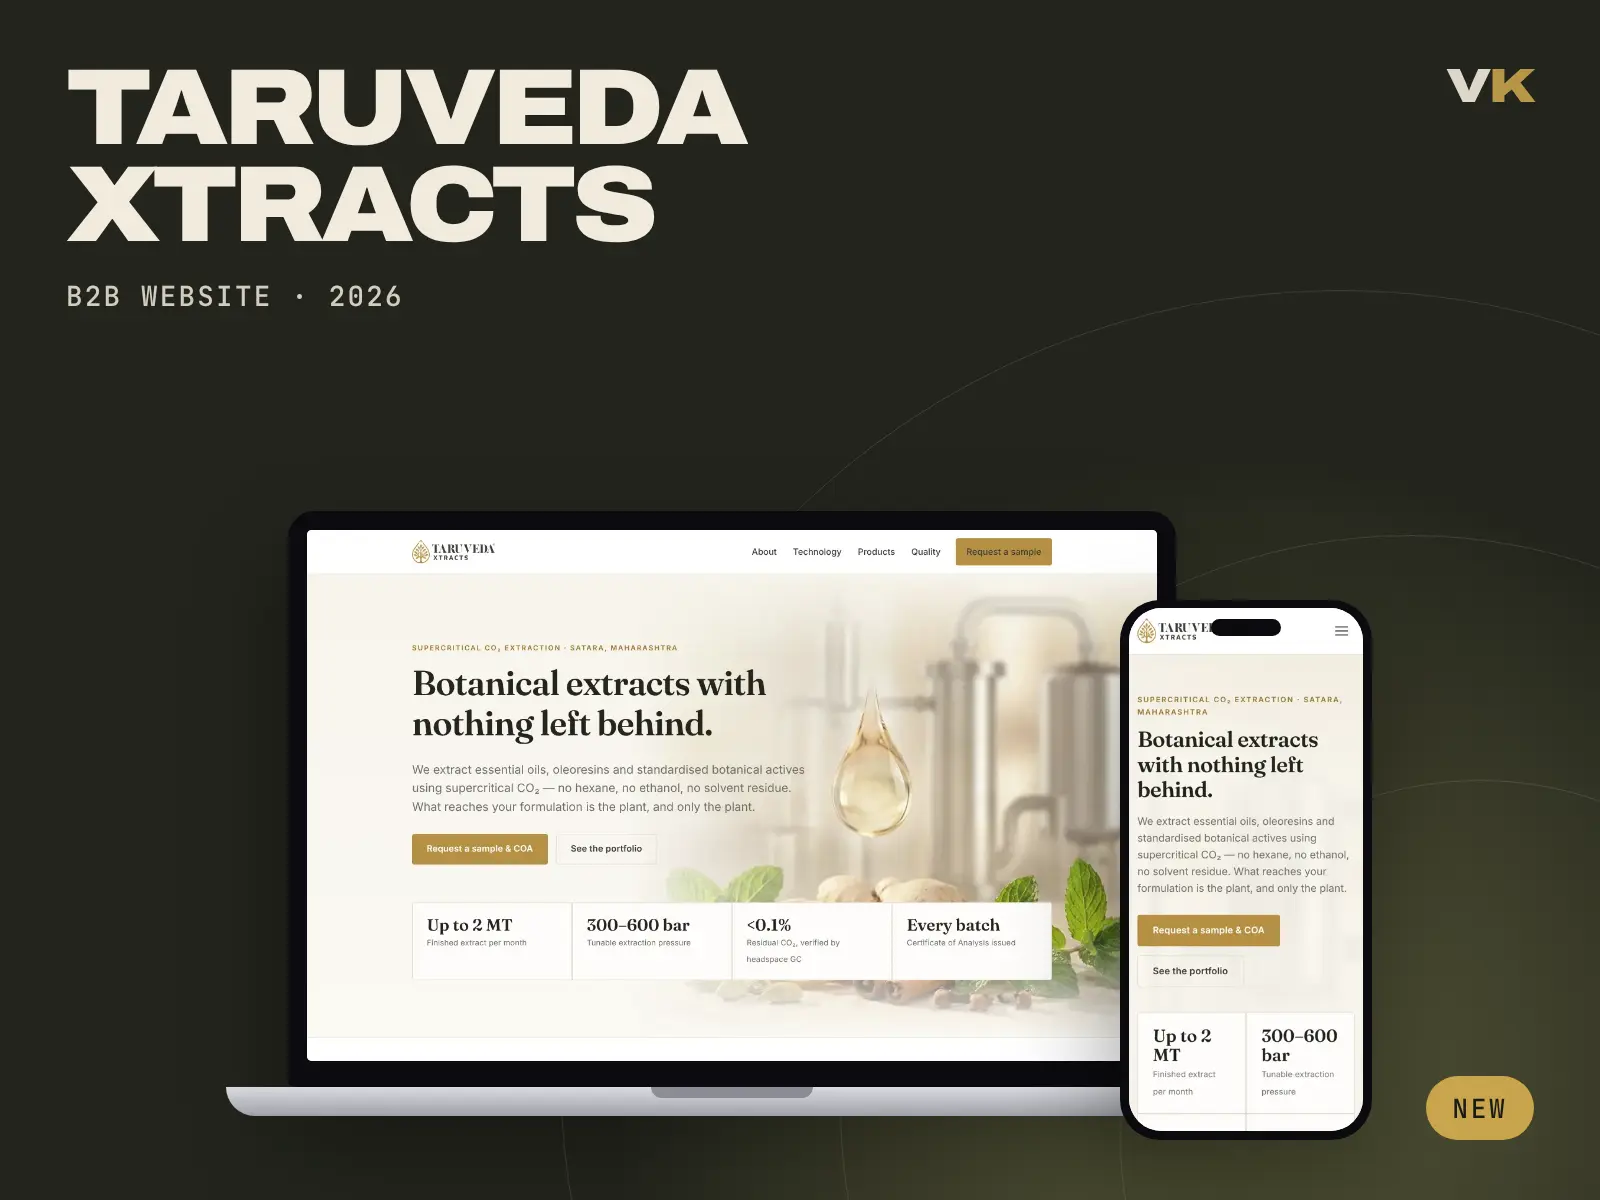 TARUVEDA
XTRACTS
VK
B2B WEBSITE · 2026
TARUVEDA
XTRACTS
About Technology Products Quality Request a sample
SUPERCRITICAL CO₂ EXTRACTION · SATARA, MAHARASHTRA
Botanical extracts with
nothing left behind.
We extract essential oils, oleoresins and standardised botanical actives
using supercritical CO₂ — no hexane, no ethanol, no solvent residue.
What reaches your formulation is the plant, and only the plant.
Request a sample & COA See the portfolio
Up to 2 MT
Finished extract per month
300–600 bar
Tunable extraction pressure
<0.1%
Residual CO₂, verified by
headspace GC
Every batch
Certificate of Analysis issued
XTRACTS
SUPERCRITICAL CO₂ EXTRACTION · SATARA,
MAHARASHTRA
Botanical extracts
with nothing left
behind.
We extract essential oils, oleoresins and
standardised botanical actives using
supercritical CO₂ — no hexane, no ethanol,
no solvent residue. What reaches your
formulation is the plant, and only the plant.
Request a sample & COA
See the portfolio
Up to 2
MT
Finished extract
per month
300–600
bar
Tunable extraction
pressure
NEW